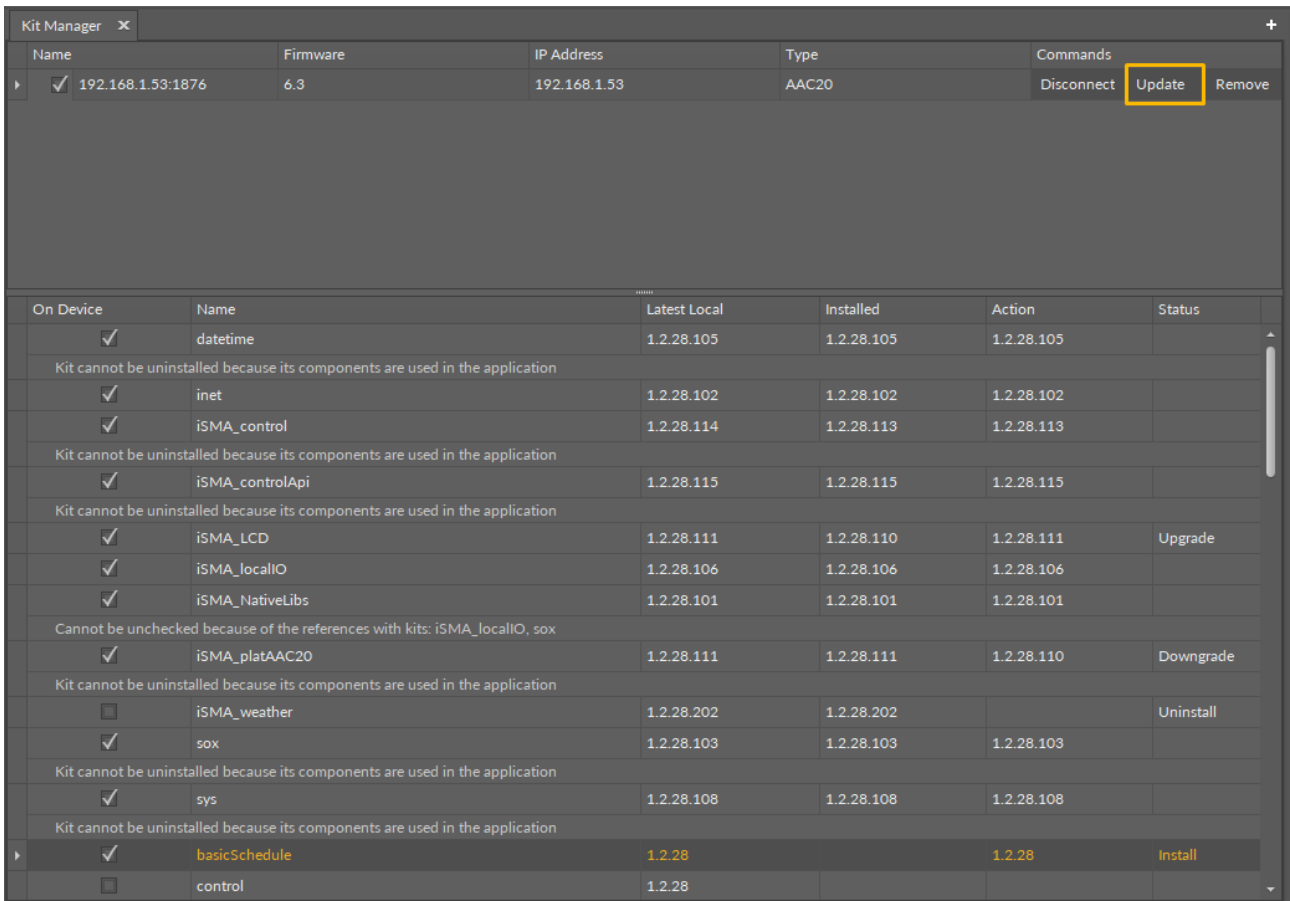 Kit Manager x +
Name Firmware IP Address Type Commands
192.168.1.53:1876 6.3 192.168.1.53 AAC20 Disconnect Update Remove
On Device Name Latest Local Installed Action Status
datetime 1.2.28.105 1.2.28.105 1.2.28.105
Kit cannot be uninstalled because its components are used in the application
inet 1.2.28.102 1.2.28.102 1.2.28.102
iSMA_control 1.2.28.114 1.2.28.113 1.2.28.113
Kit cannot be uninstalled because its components are used in the application
iSMA_controlApi 1.2.28.115 1.2.28.115 1.2.28.115
Kit cannot be uninstalled because its components are used in the application
iSMA_LCD 1.2.28.111 1.2.28.110 1.2.28.111 Upgrade
iSMA_localIO 1.2.28.106 1.2.28.106 1.2.28.106
iSMA_NativeLibs 1.2.28.101 1.2.28.101 1.2.28.101
Cannot be unchecked because of the references with kits: iSMA_localIO, sox
iSMA_platAAC20 1.2.28.111 1.2.28.111 1.2.28.110 Downgrade
Kit cannot be uninstalled because its components are used in the application
iSMA_weather 1.2.28.202 1.2.28.202 Uninstall
sox 1.2.28.103 1.2.28.103 1.2.28.103
Kit cannot be uninstalled because its components are used in the application
sys 1.2.28.108 1.2.28.108 1.2.28.108
Kit cannot be uninstalled because its components are used in the application
basicSchedule 1.2.28 1.2.28 Install
control 1.2.28